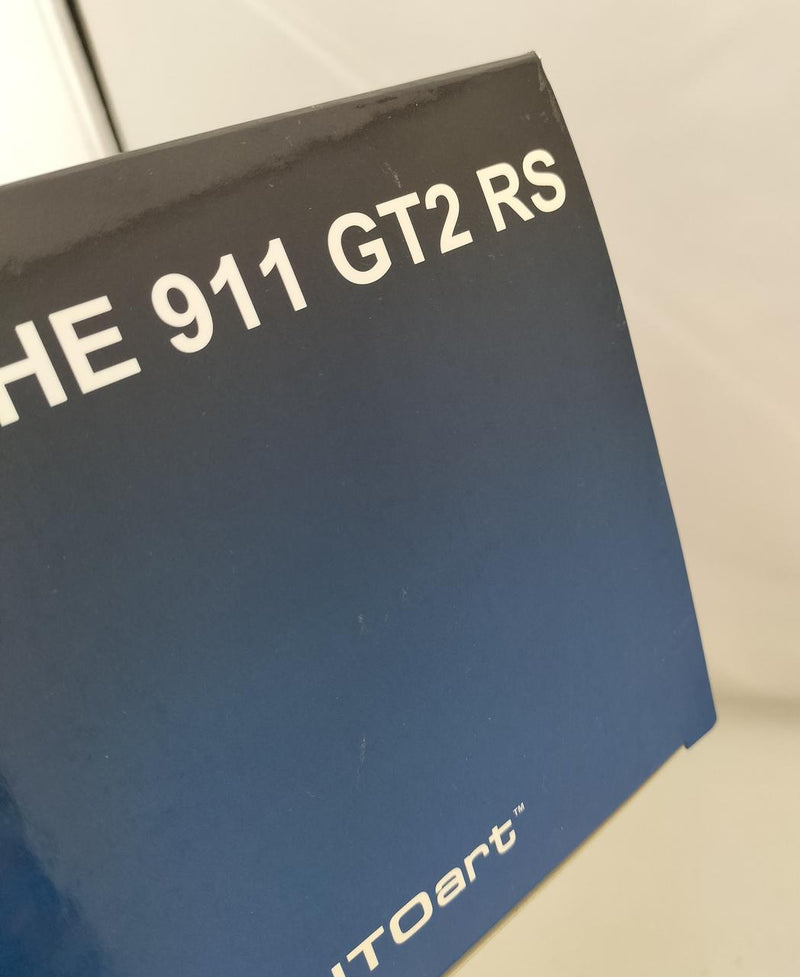 HE 911 GT2 RS
UTOart™